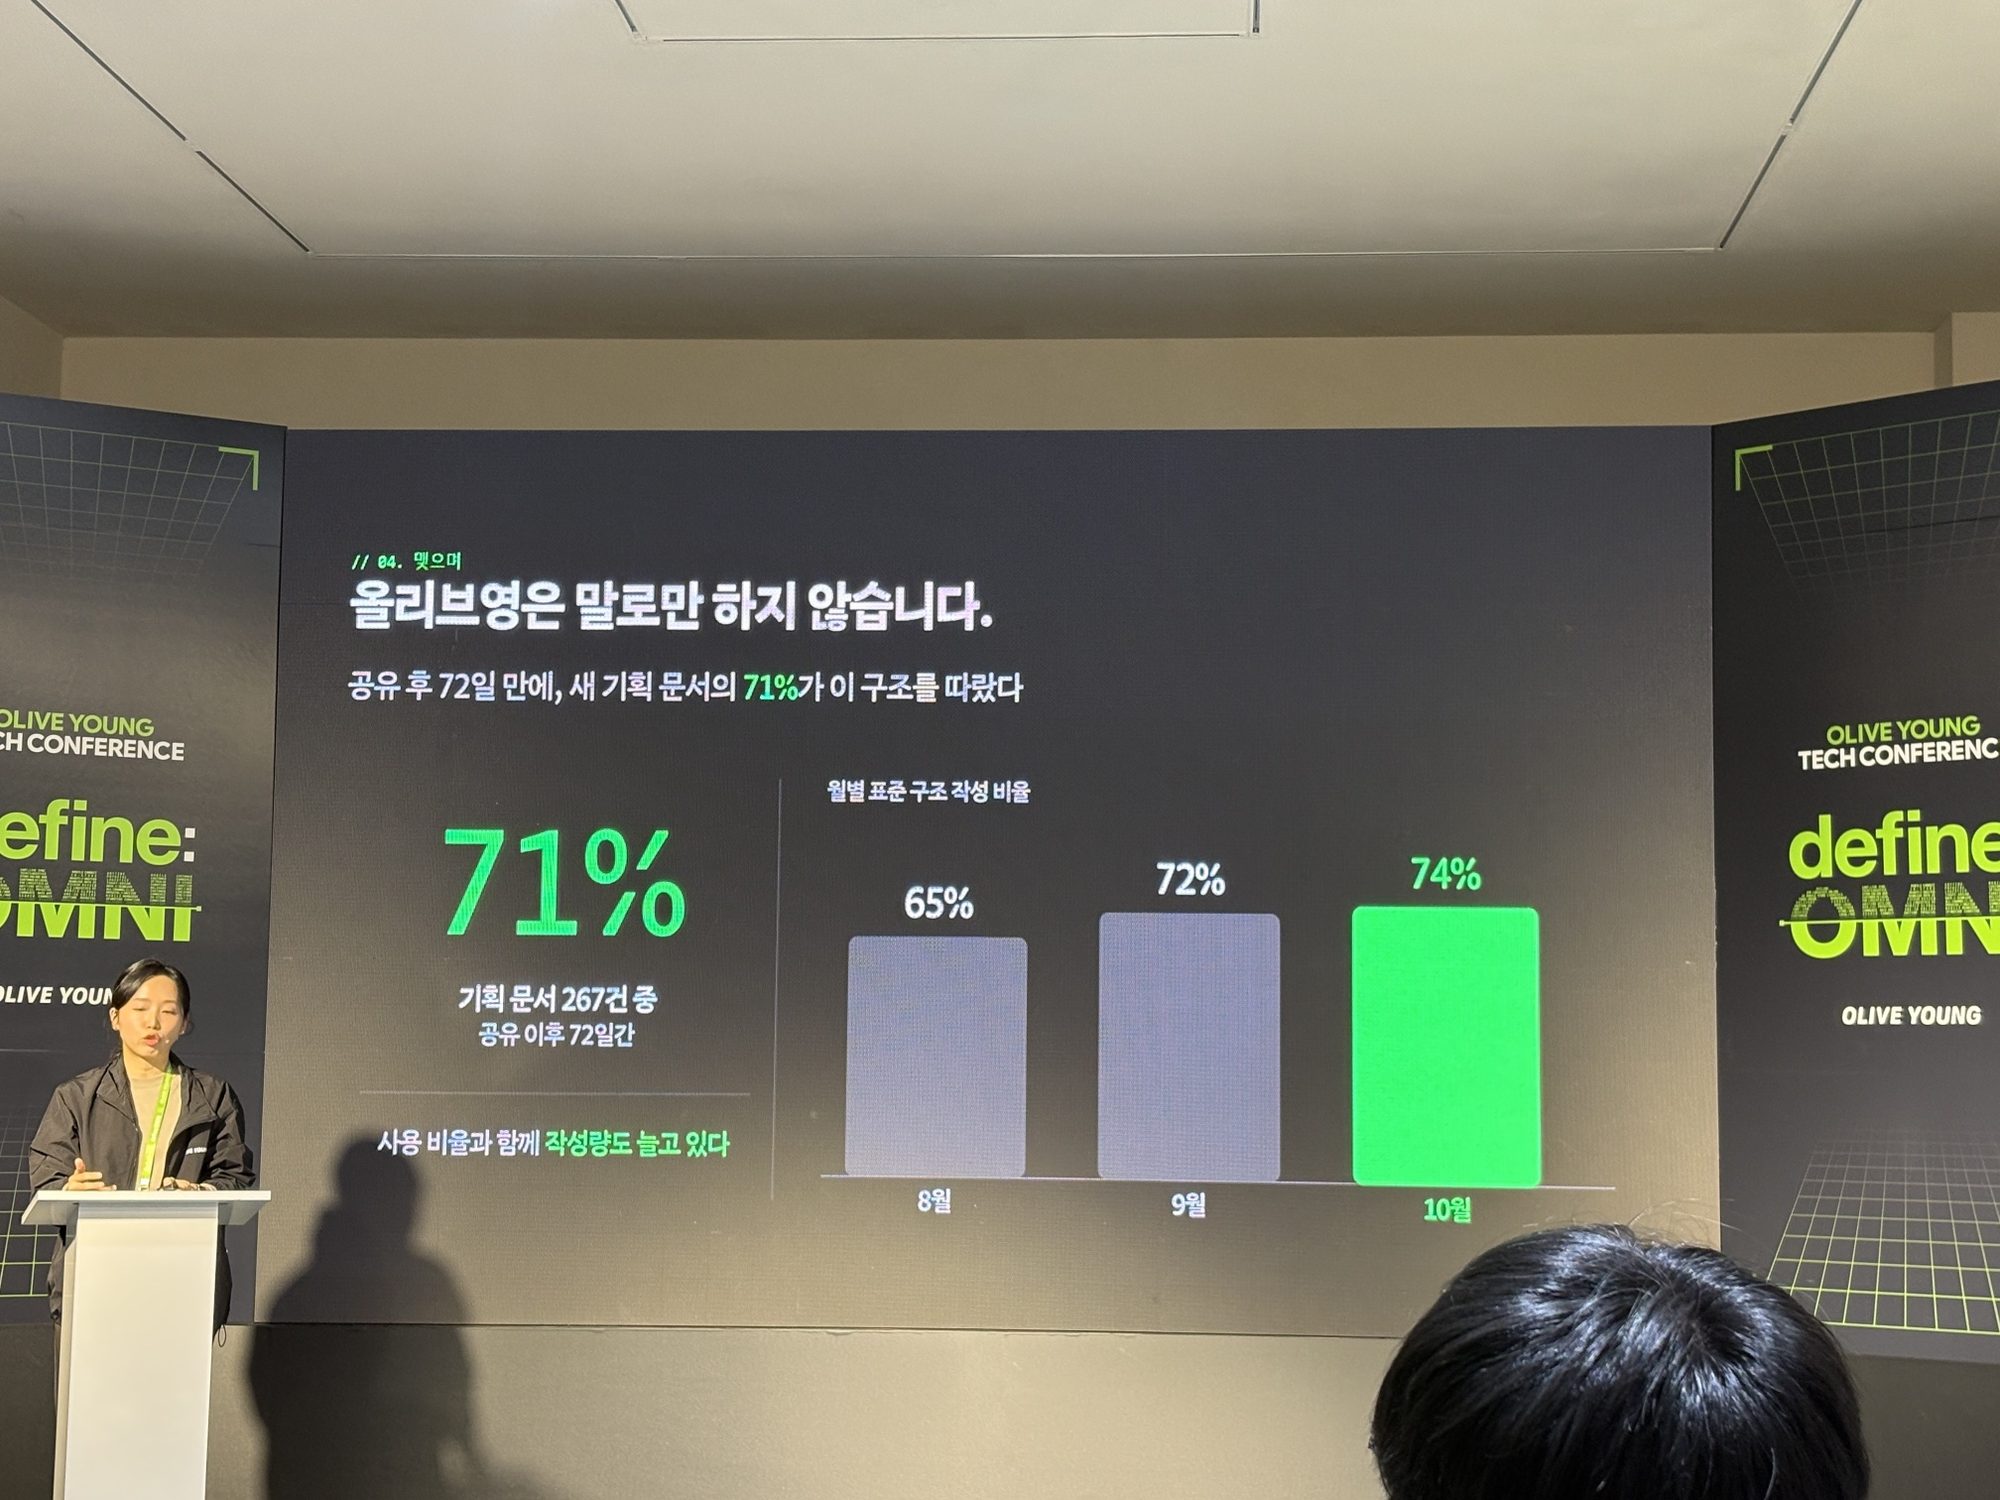 // 04. 맺으며
올리브영은 말로만 하지 않습니다.
공유 후 72일 만에, 새 기획 문서의 71%가 이 구조를 따랐다
71%
기획 문서 267건 중
공유 이후 72일간
사용 비율과 함께 작성량도 늘고 있다
월별 표준 구조 작성 비율
65%
72%
74%
8월
9월
10월
OLIVE YOUNG
CH CONFERENCE
efine:
OMNI
OLIVE YOUN
OLIVE YOUNG
TECH CONFERENC
define
OMN
OLIVE YOUNG